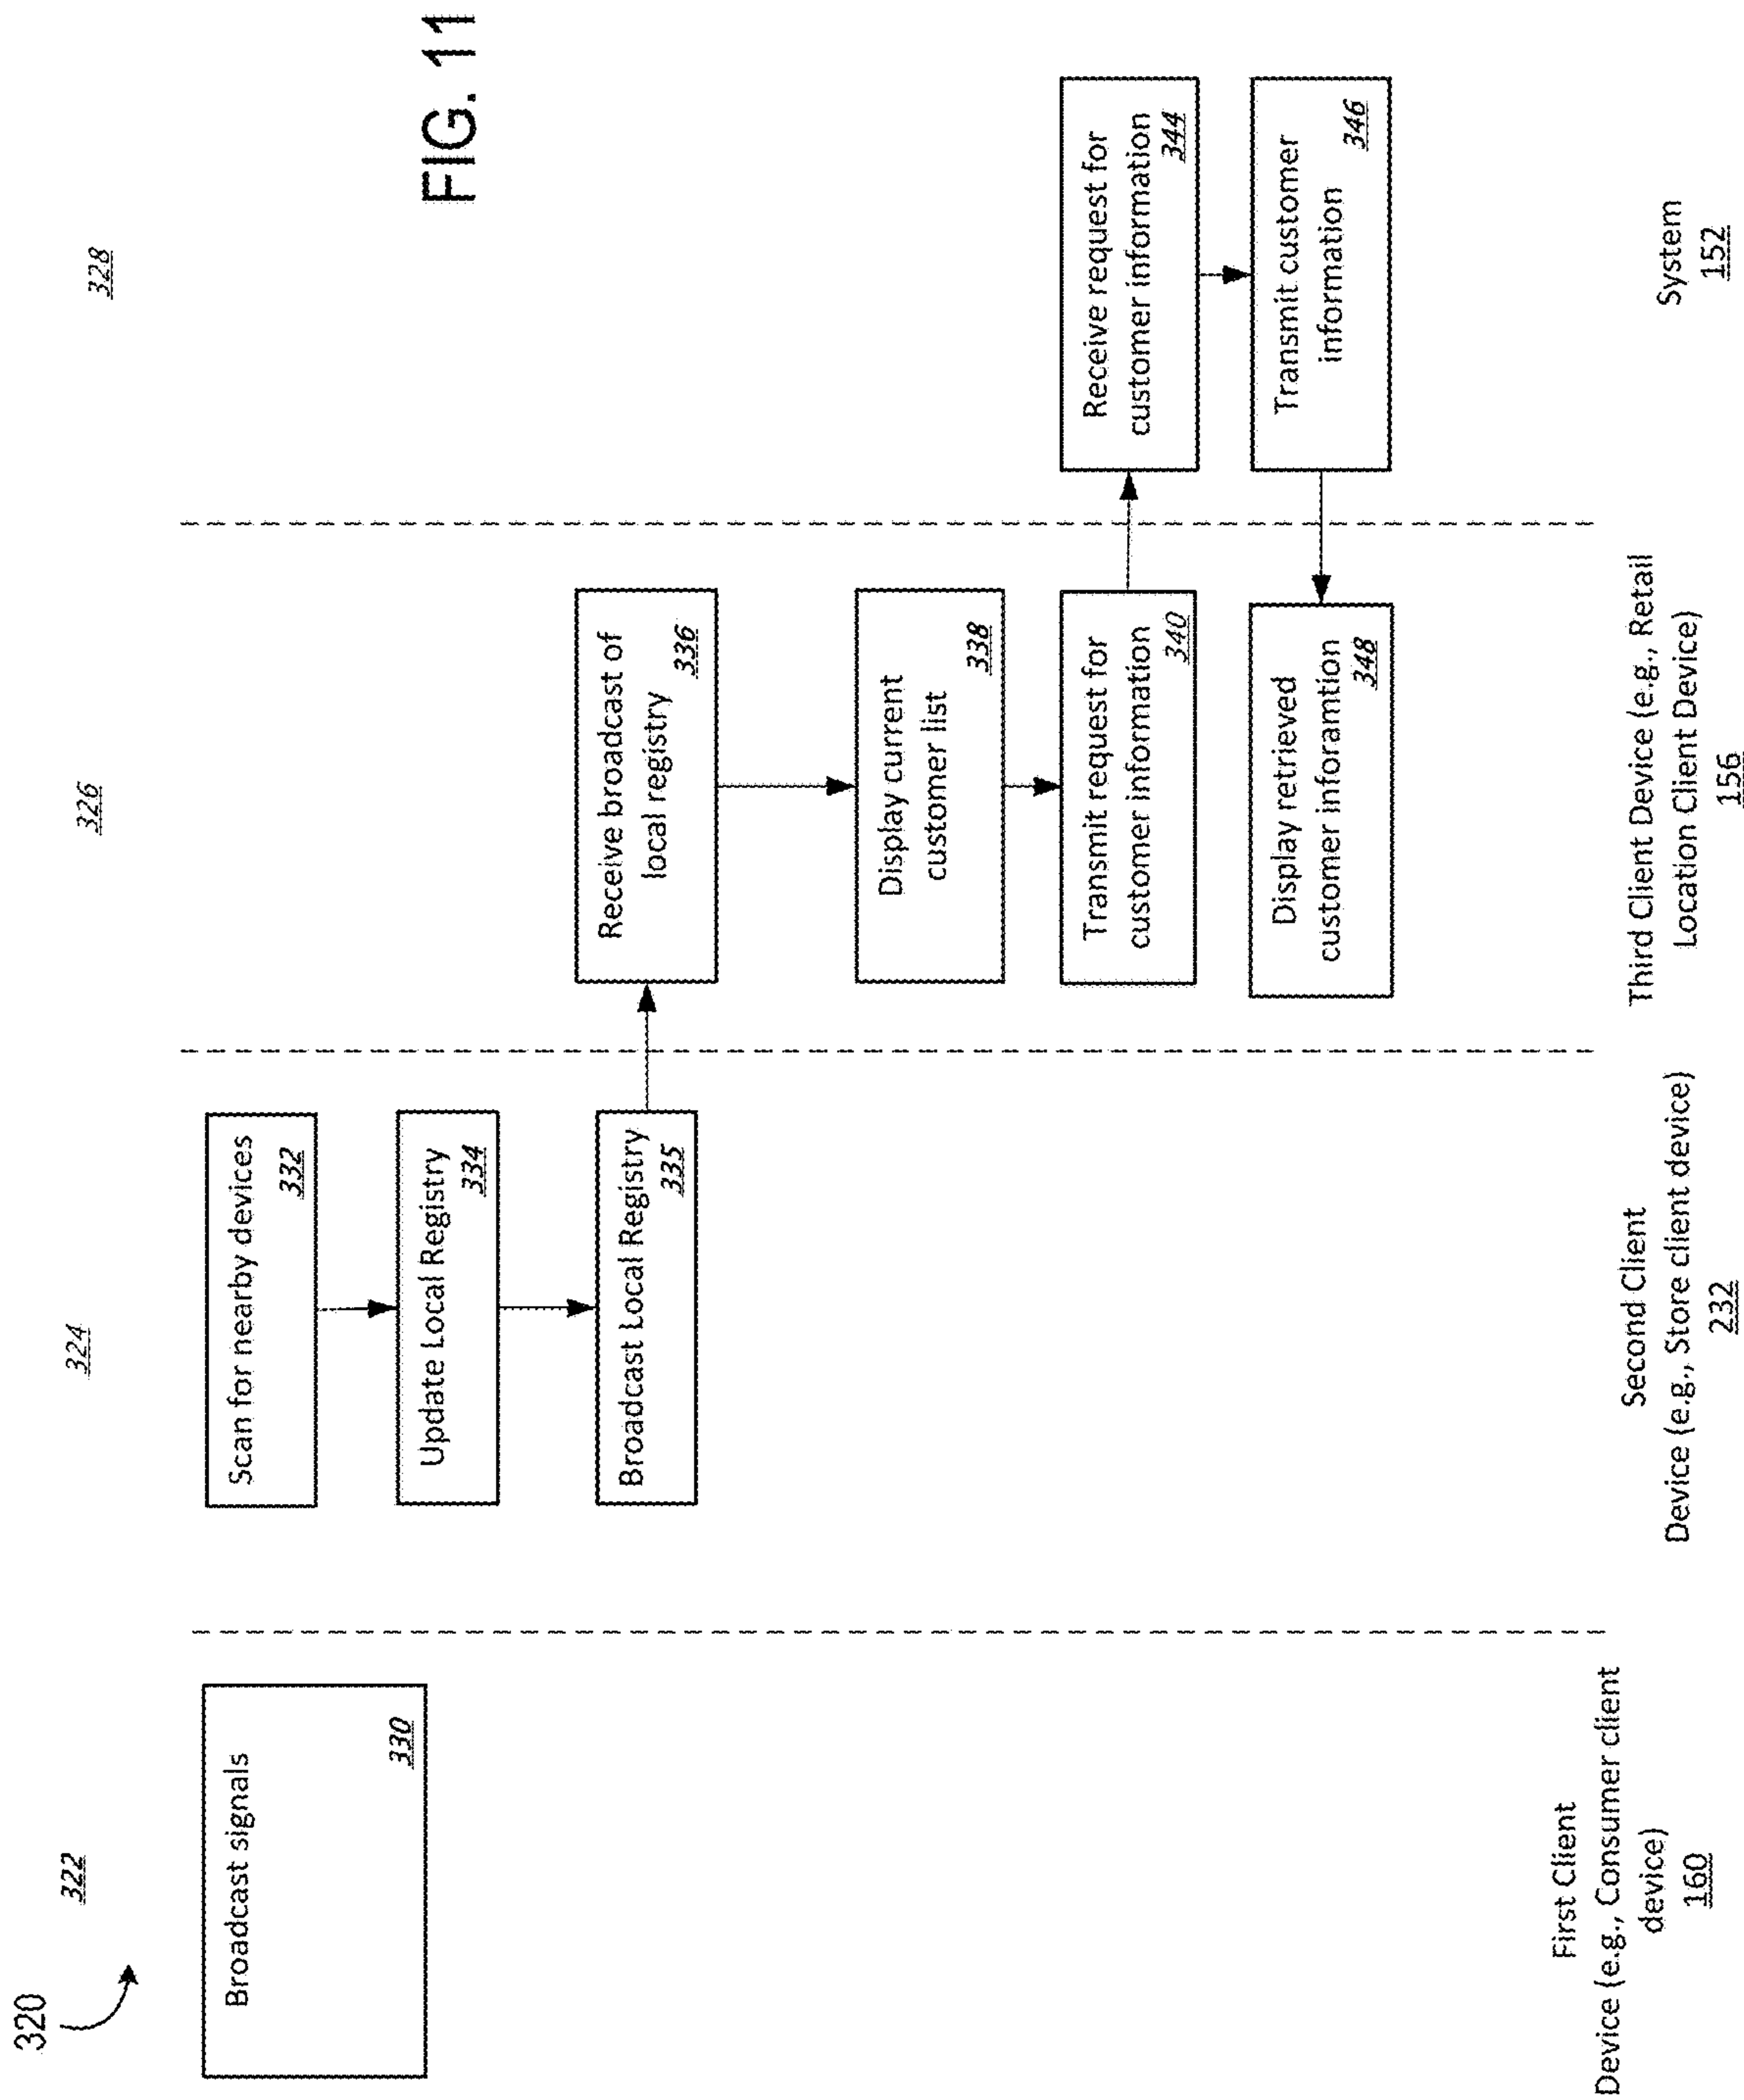 320
322
324
326
328
FIG. 11
Broadcast signals
330
Scan for nearby devices
332
Update Local Registry
334
Broadcast Local Registry
335
Receive broadcast of
local registry
336
Display current
customer list
338
Transmit request for
customer information
340
Receive request for
customer information
344
Transmit customer
information
346
Display retrieved
customer inforamtion
348
First Client
Device (e.g., Consumer client
device)
160
Second Client
Device (e.g., Store client device)
232
Third Client Device (e.g., Retail
Location Client Device)
156
System
152